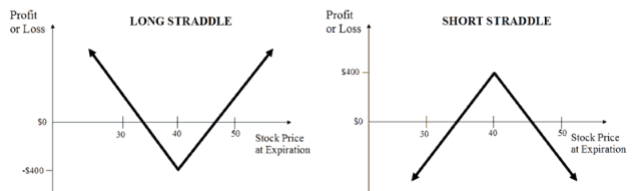 Profit
or Loss
LONG STRADDLE
$0
30
40
50
Stock Price
at Expiration
-$400
Profit
or Loss
SHORT STRADDLE
$400
$0
30
40
50
Stock Price
at Expiration